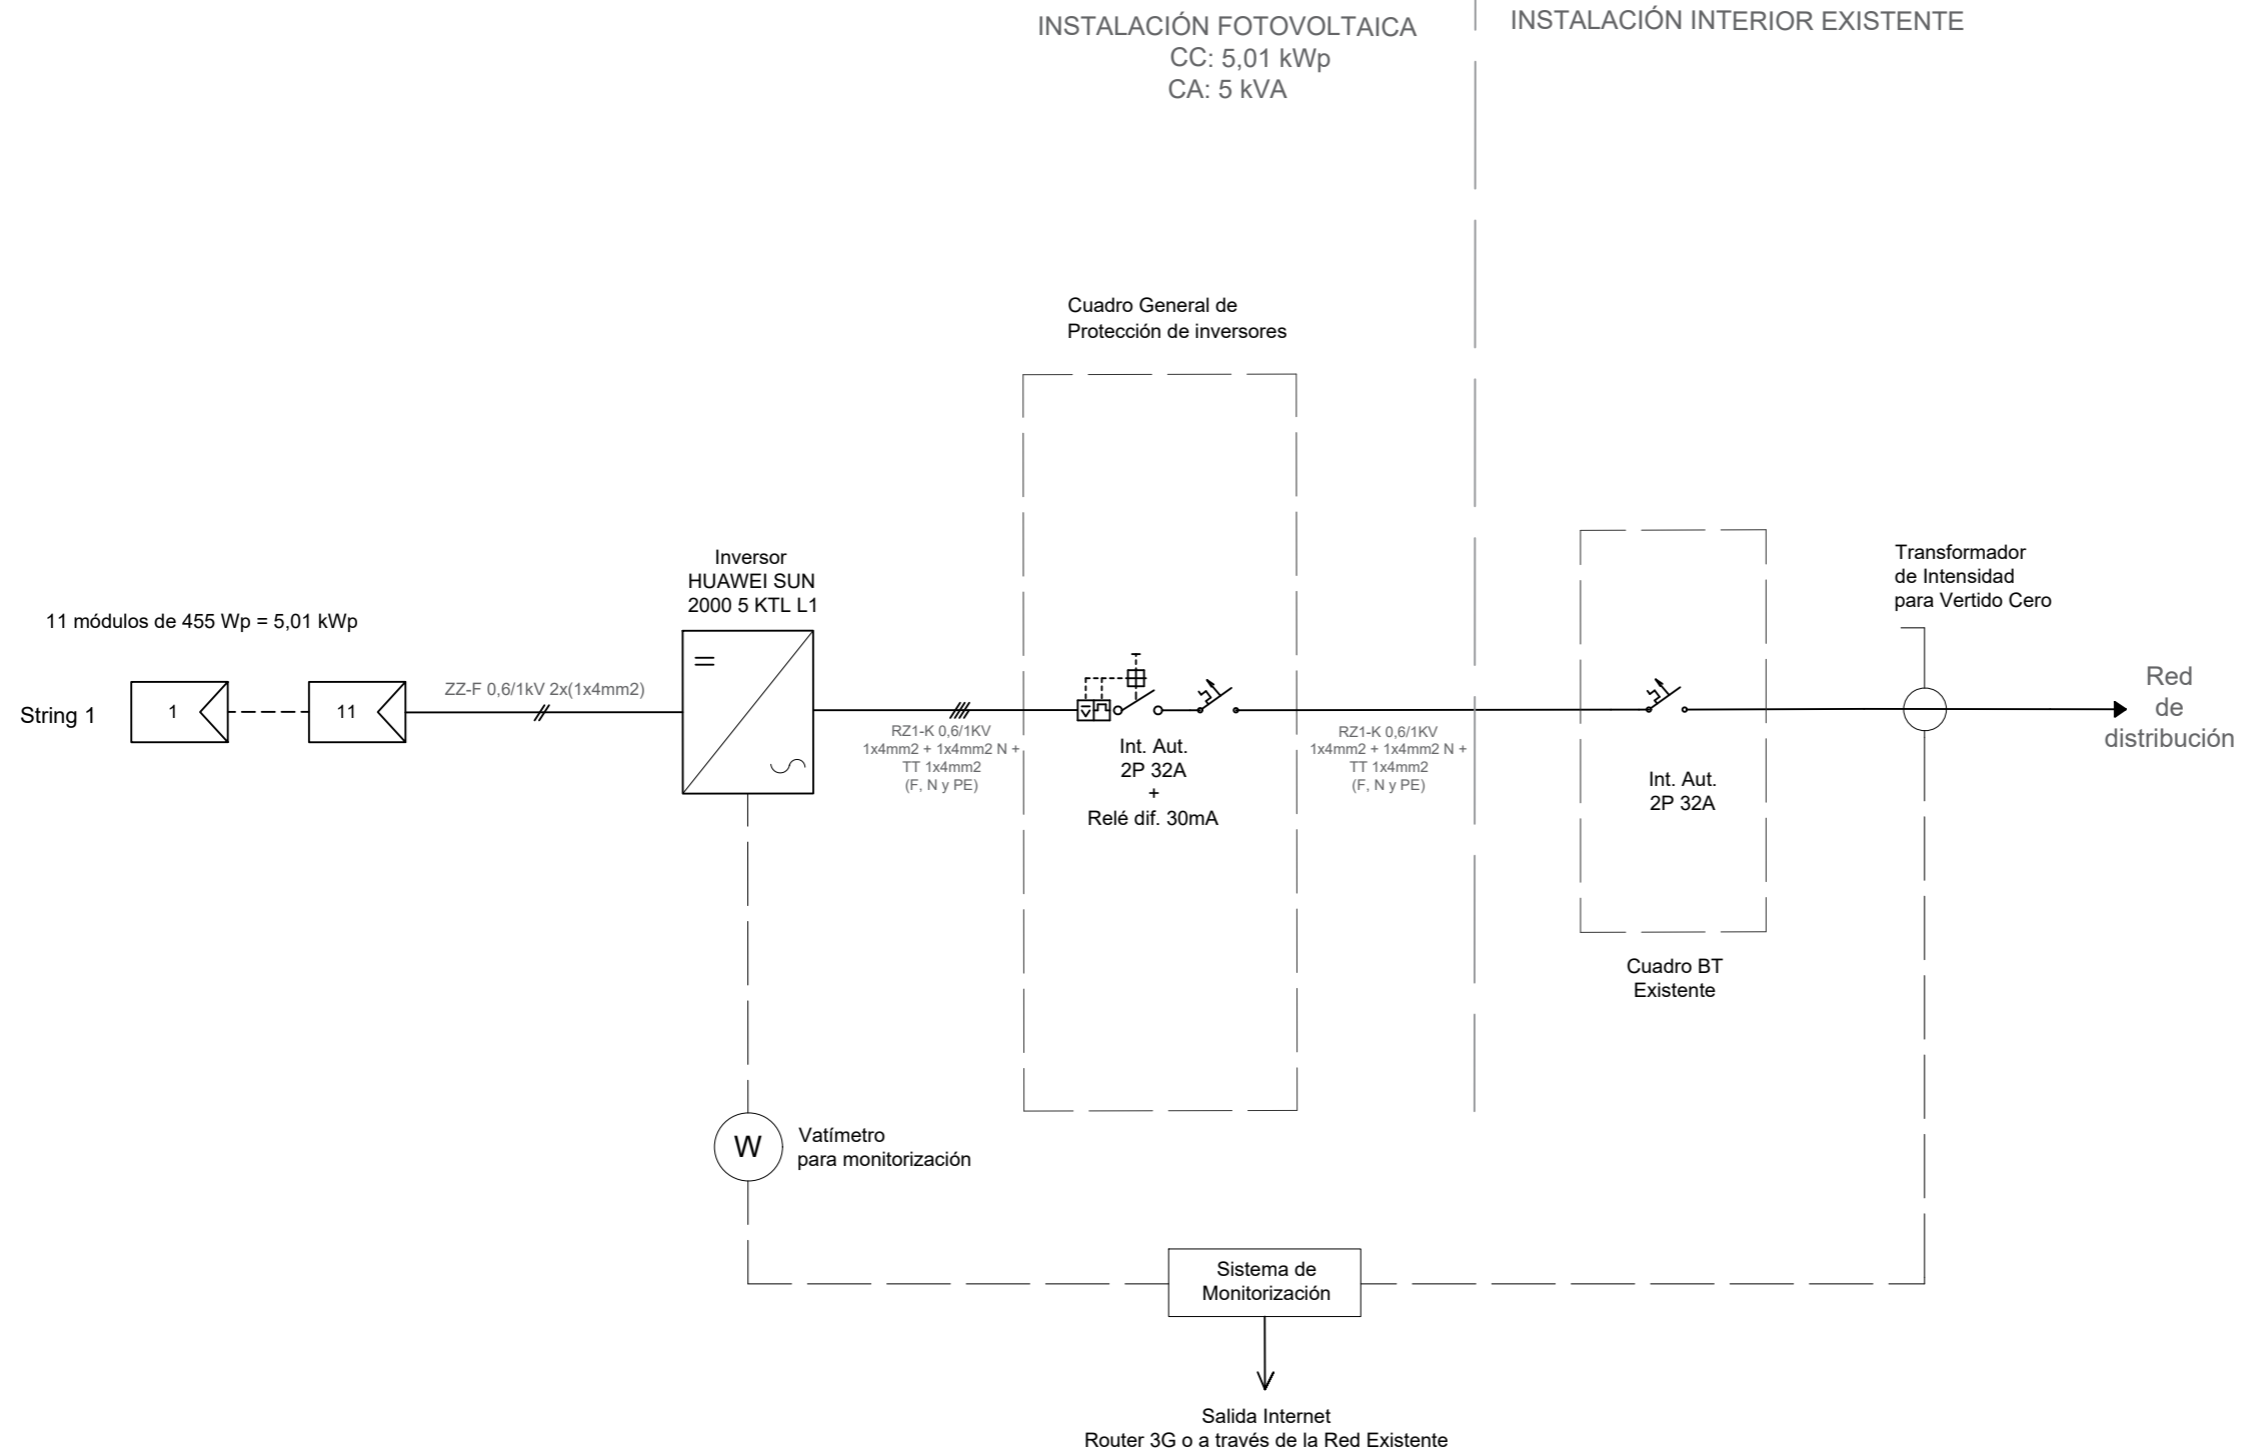 INSTALACIÓN FOTOVOLTAICA
CC: 5,01 kWp
CA: 5 kVA
INSTALACIÓN INTERIOR EXISTENTE
Cuadro General de
Protección de inversores
Inversor
HUAWEI SUN
2000 5 KTL L1
Transformador
de Intensidad
para Vertido Cero
11 módulos de 455 Wp = 5,01 kWp
String 1
1
11
ZZ-F 0,6/1kV 2x(1x4mm2)
RZ1-K 0,6/1KV
1x4mm2 + 1x4mm2 N +
TT 1x4mm2
(F, N y PE)
Int. Aut.
2P 32A
+
Relé dif. 30mA
RZ1-K 0,6/1KV
1x4mm2 + 1x4mm2 N +
TT 1x4mm2
(F, N y PE)
Int. Aut.
2P 32A
Red
de
distribución
Cuadro BT
Existente
W
Vatímetro
para monitorización
Sistema de
Monitorización
Salida Internet
Router 3G o a través de la Red Existente